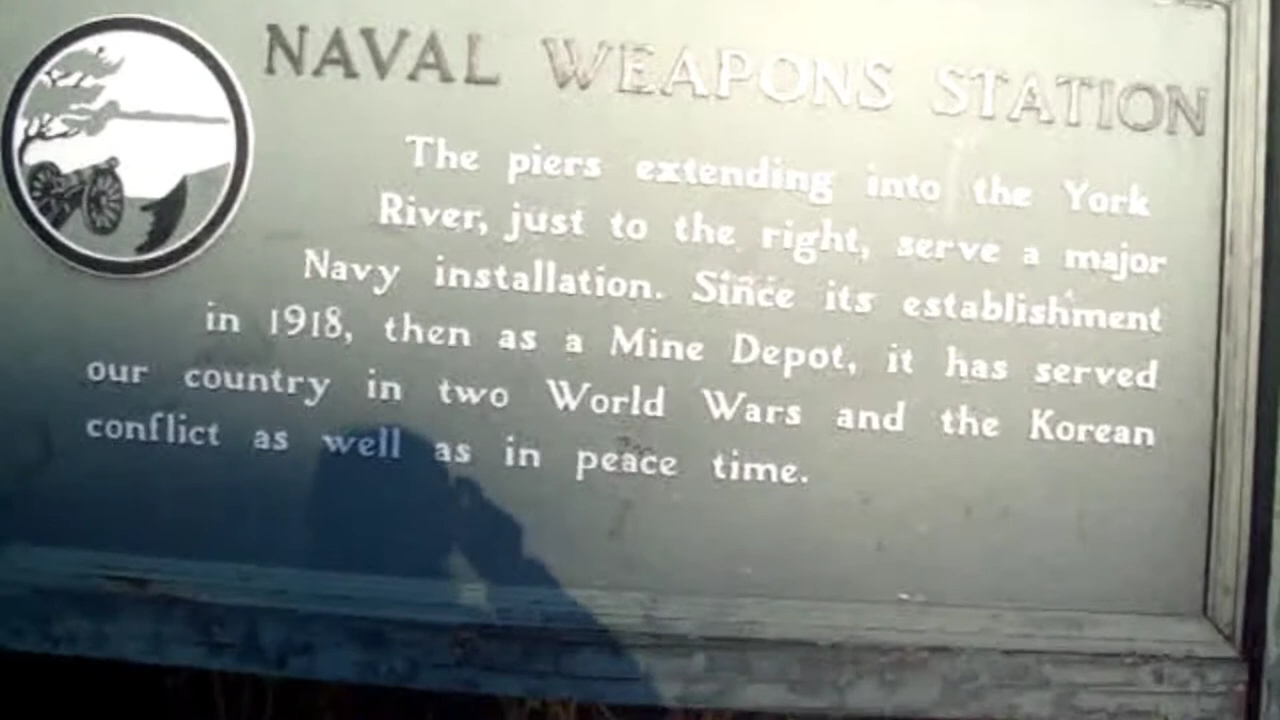 NAVAL WEAPONS STATION
The piers extending into the York
River, just to the right, serve a major
Navy installation. Since its establishment
in 1918, then as a Mine Depot, it has served
our country in two World Wars and the Korean
conflict as well as in peace time.